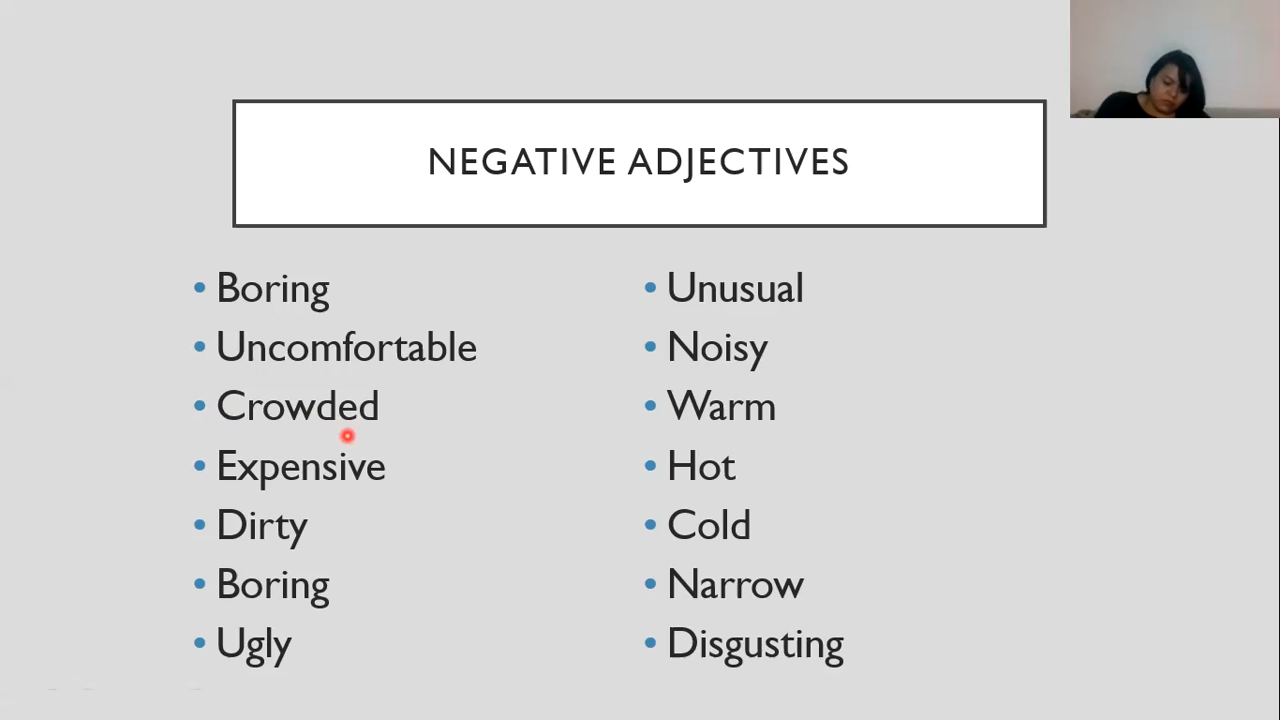 NEGATIVE ADJECTIVES
Boring
Uncomfortable
Crowded
Expensive
Dirty
Boring
Ugly
Unusual
Noisy
Warm
Hot
Cold
Narrow
Disgusting